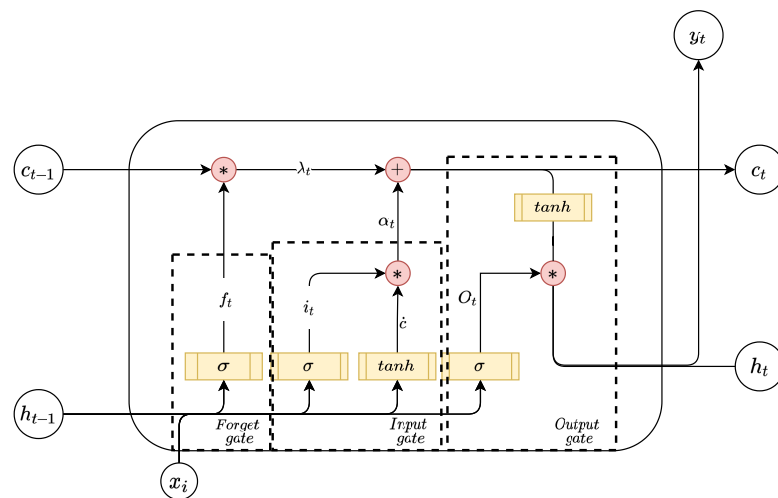 y_t
c_{t-1}
*
λ_t
+
c_t
tanh
α_t
f_t
i_t
*
ċ
O_t
*
σ
σ
tanh
σ
h_t
h_{t-1}
Forget
gate
Input
gate
Output
gate
x_i